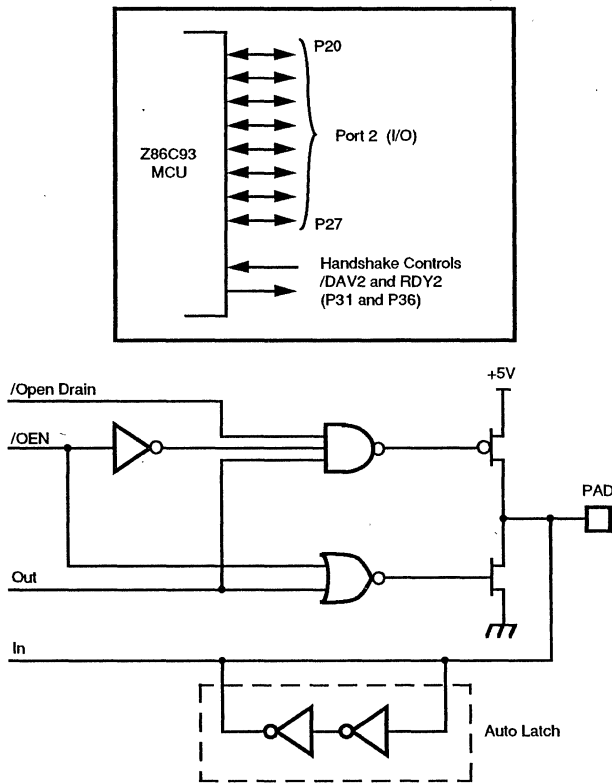 P20
Z86C93
MCU
Port 2 (I/O)
P27
Handshake Controls
/DAV2 and RDY2
(P31 and P36)
/Open Drain
+5V
/OEN
PAD
Out
In
Auto Latch